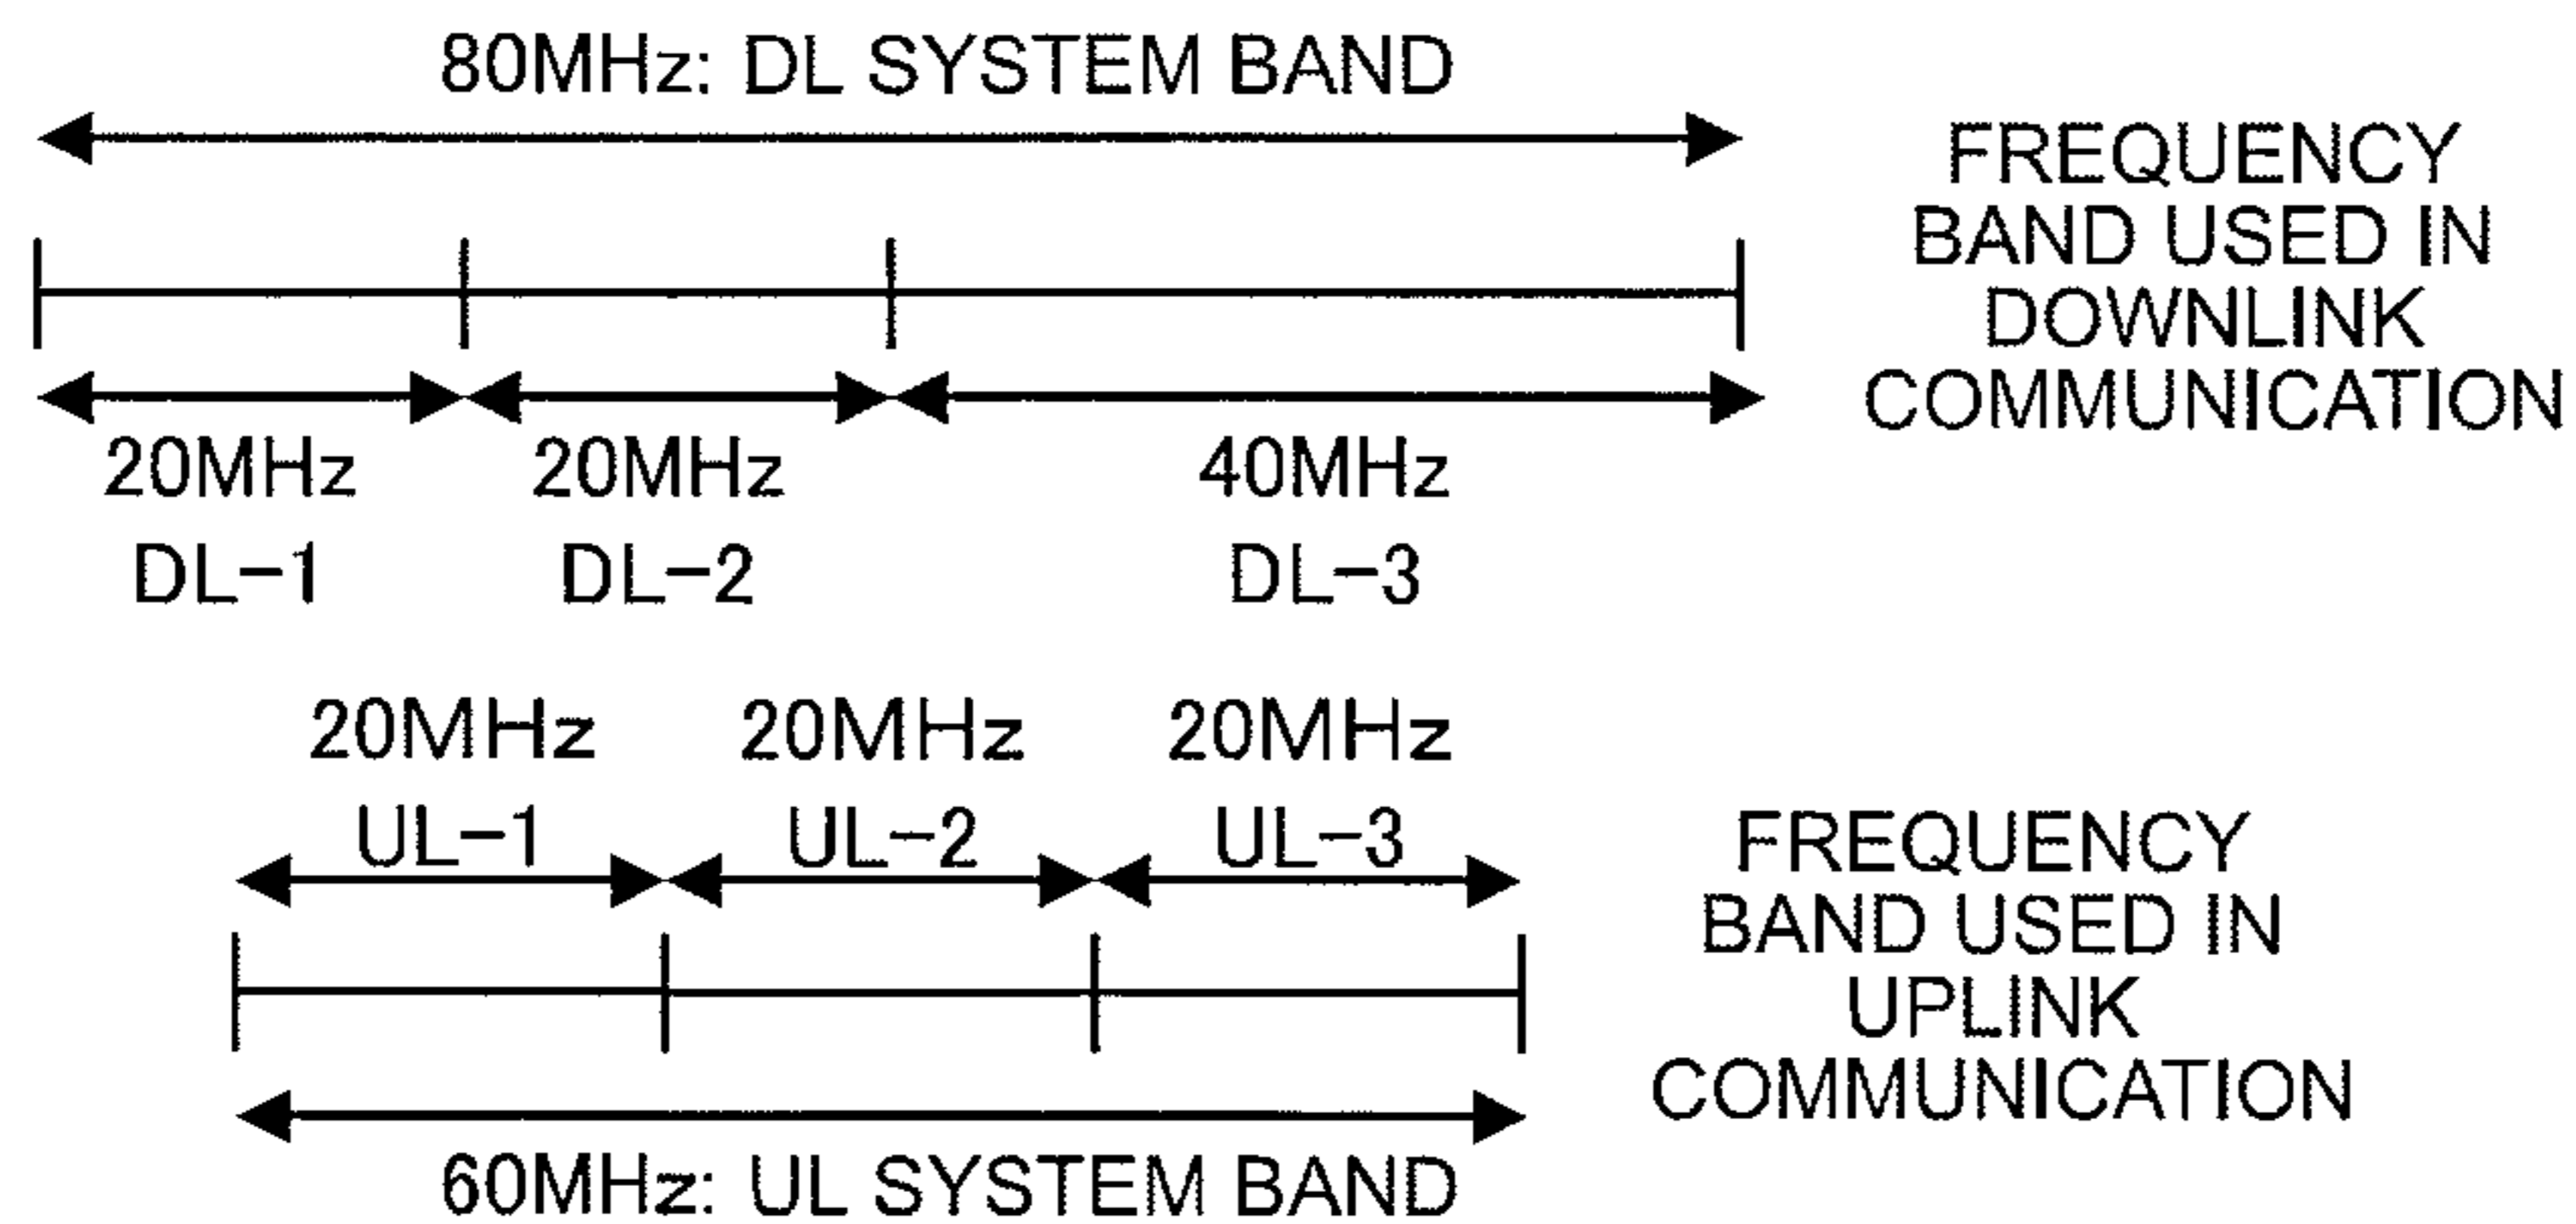 80MHz: DL SYSTEM BAND
FREQUENCY
BAND USED IN
DOWNLINK
COMMUNICATION
20MHz 20MHz 40MHz
DL-1 DL-2 DL-3
20MHz 20MHz 20MHz
UL-1 UL-2 UL-3
FREQUENCY
BAND USED IN
UPLINK
COMMUNICATION
60MHz: UL SYSTEM BAND